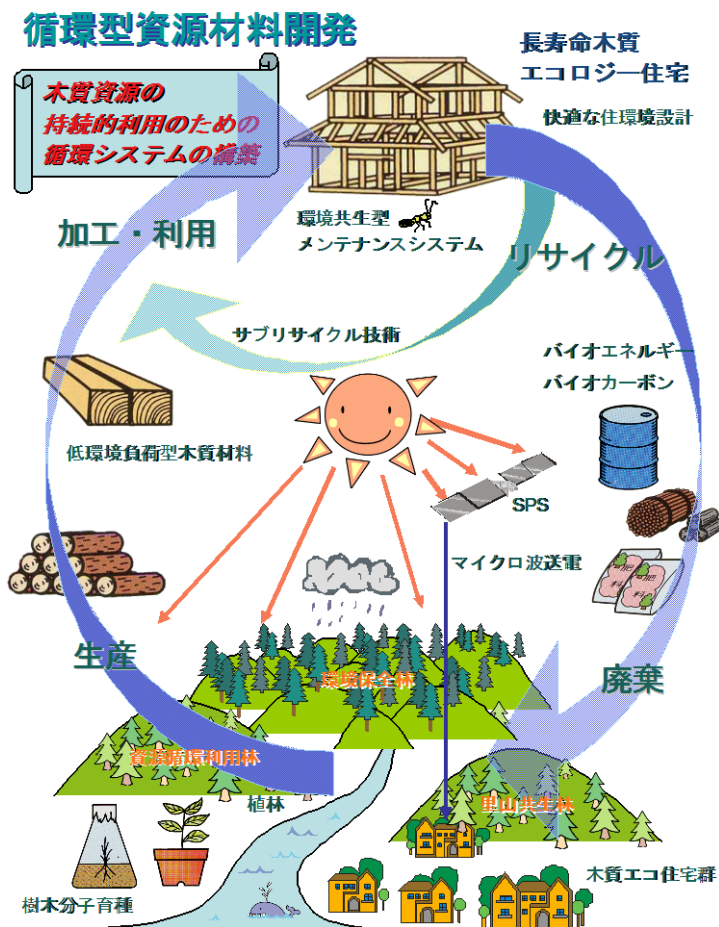 循環型資源材料開発
木質資源の
持続的利用のための
循環システムの構築
長寿命木質
エコロジー住宅
快適な住環境設計
環境共生型
メンテナンスシステム
加工・利用
リサイクル
サブリサイクル技術
バイオエネルギー
バイオカーボン
低環境負荷型木質材料
SPS
マイクロ波送電
肥料
肥料
生産
環境保全林
廃棄
資源循環利用林
植林
里山共生林
樹木分子育種
木質エコ住宅群